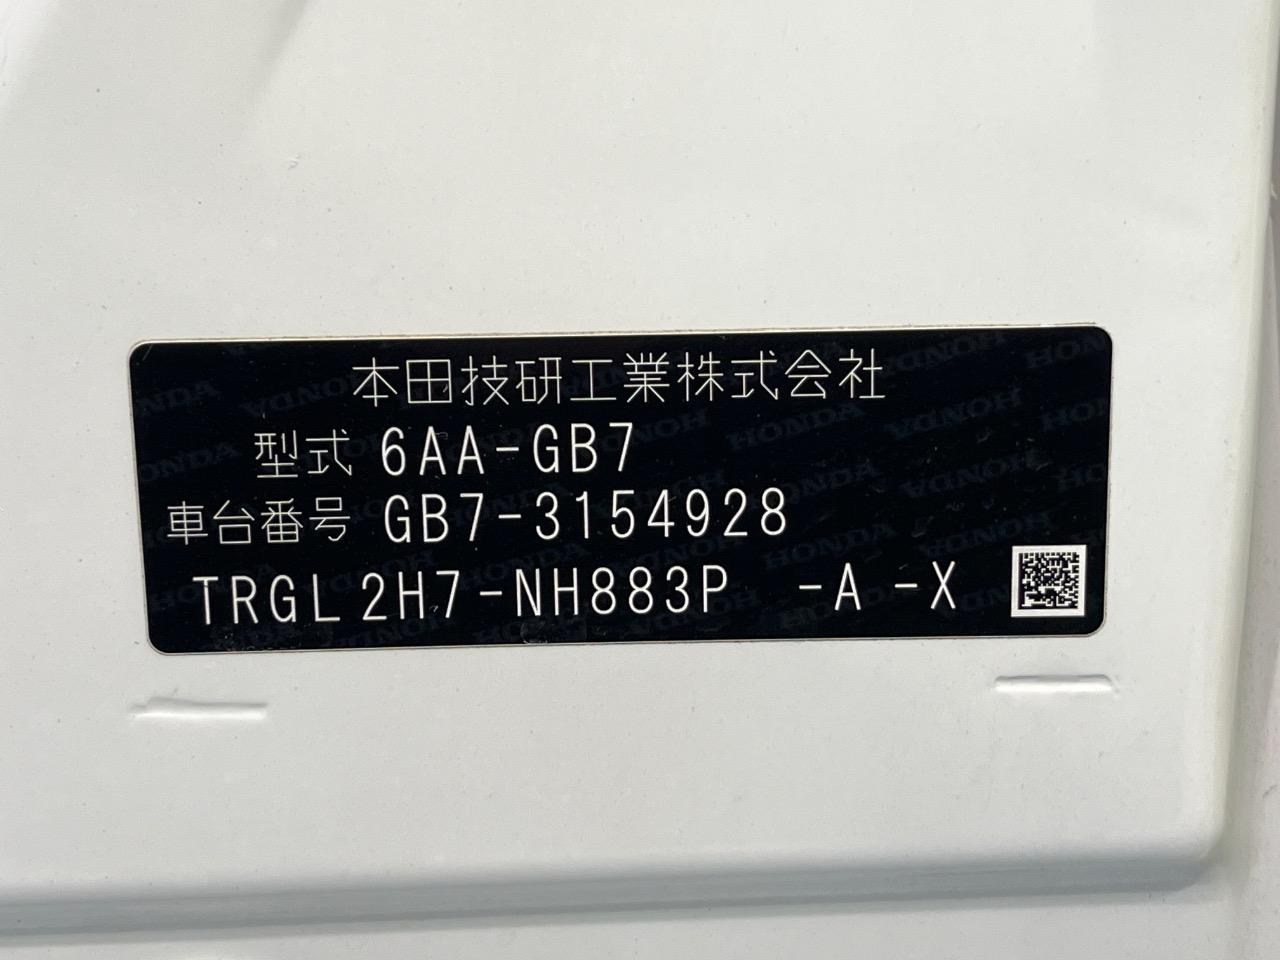 本田技研工業株式会社
型式 6AA-GB7
車台番号 GB7-3154928
TRGL2H7-NH883P -A -X